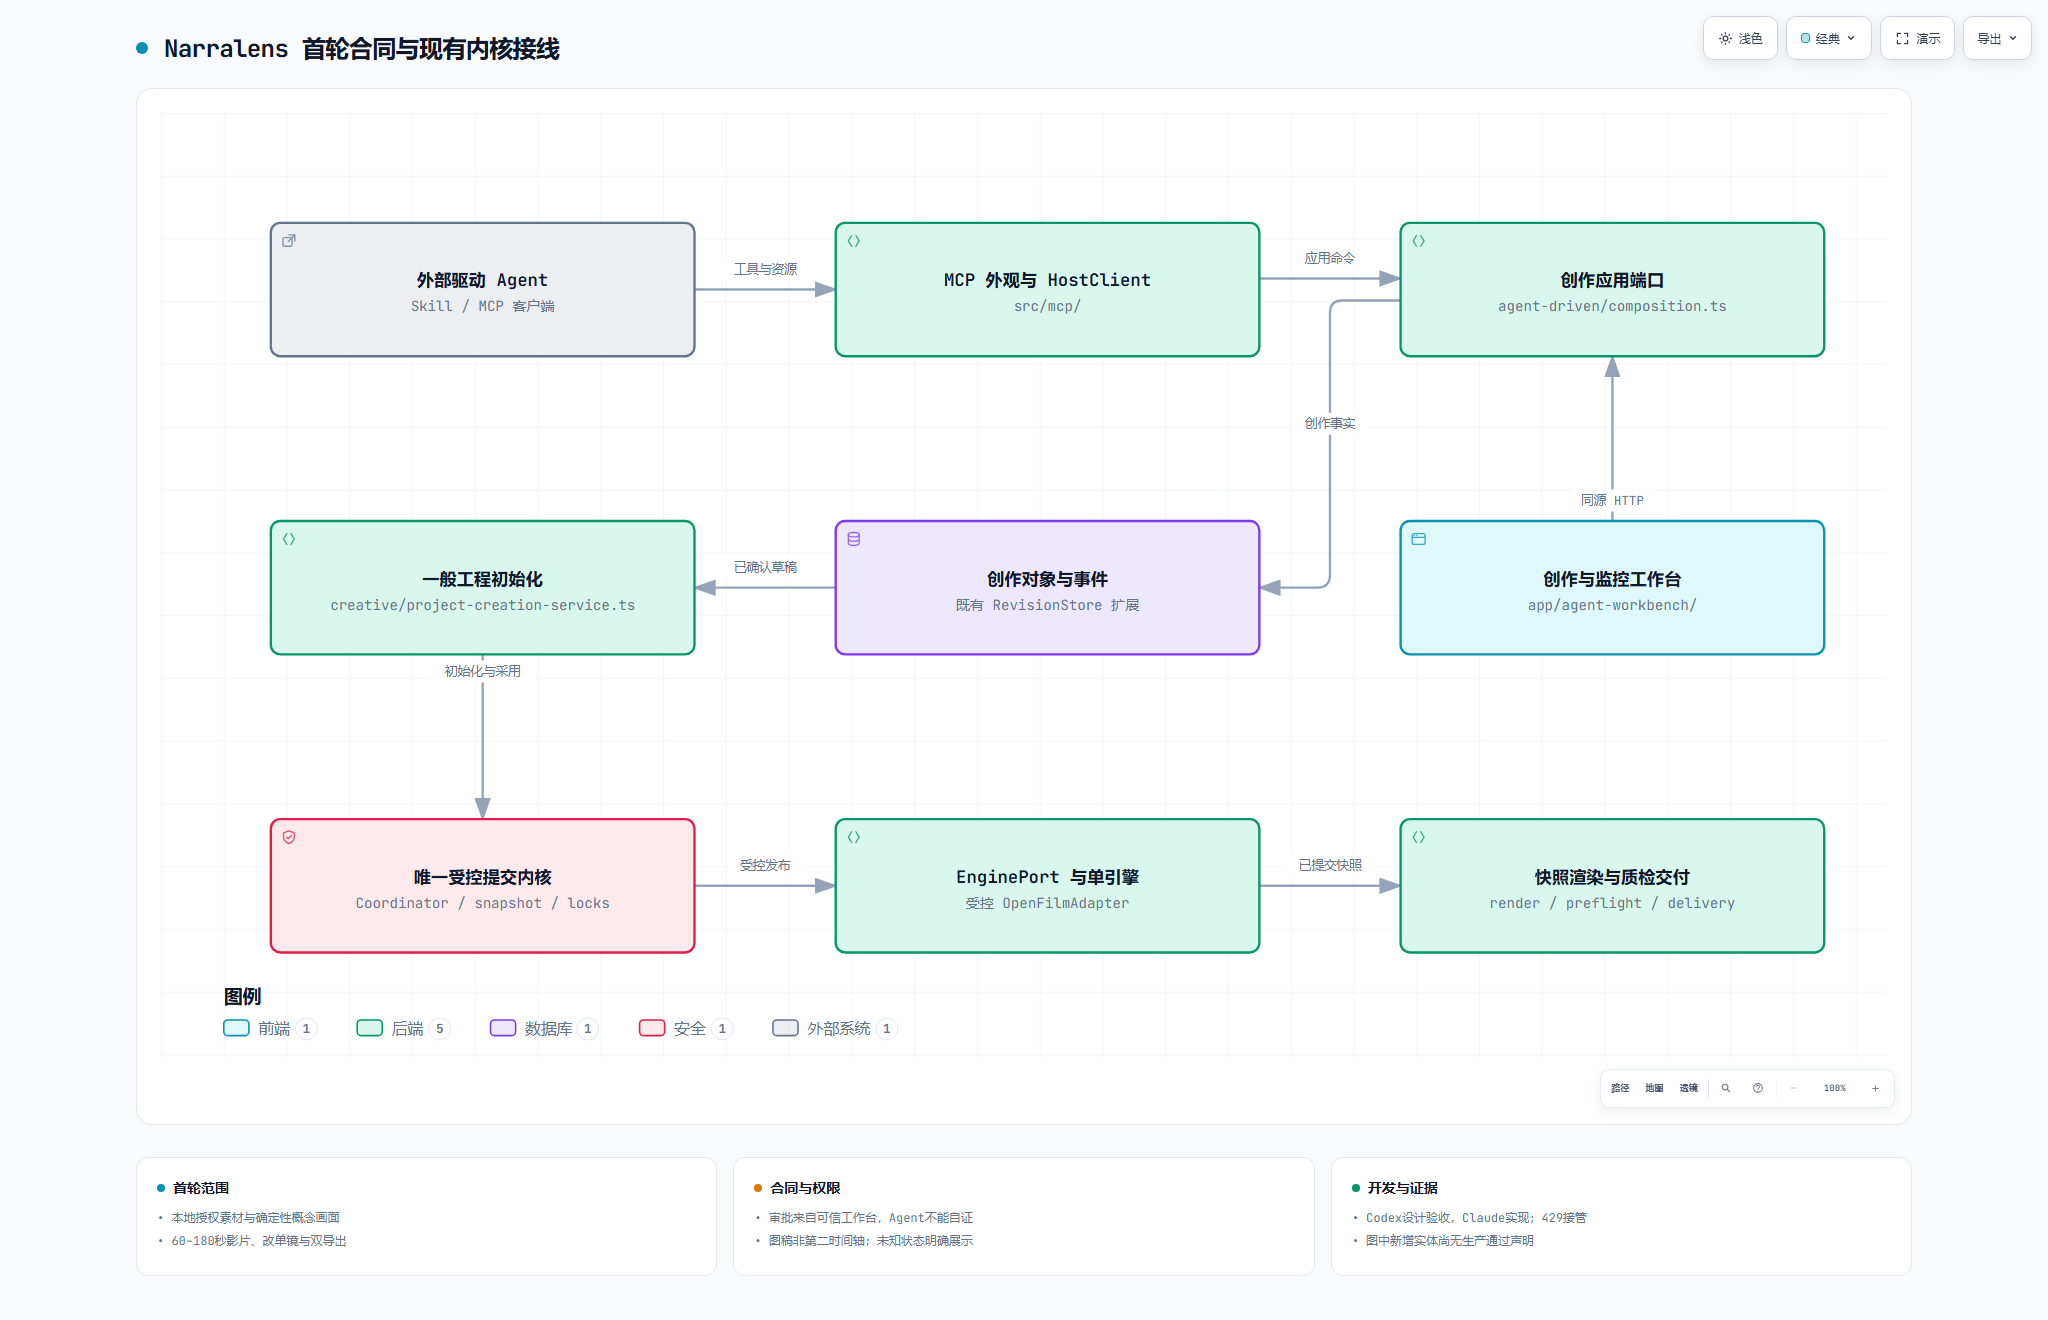 Narralens 首轮合同与现有内核接线
浅色
经典
演示
导出
外部驱动 Agent
Skill / MCP 客户端
工具与资源
MCP 外观与 HostClient
src/mcp/
应用命令
创作应用端口
agent-driven/composition.ts
创作事实
同源 HTTP
一般工程初始化
creative/project-creation-service.ts
已确认草稿
创作对象与事件
既有 RevisionStore 扩展
创作与监控工作台
app/agent-workbench/
初始化与采用
唯一受控提交内核
Coordinator / snapshot / locks
受控发布
EnginePort 与单引擎
受控 OpenFilmAdapter
已提交快照
快照渲染与质检交付
render / preflight / delivery
图例
前端 1
后端 5
数据库 1
安全 1
外部系统 1
路径
地图
透镜
100%
首轮范围
• 本地授权素材与确定性概念画面
• 60-180秒影片、改单镜与双导出
合同与权限
• 审批来自可信工作台, Agent不能自证
• 图稿非第二时间轴; 未知状态明确展示
开发与证据
• Codex设计验收, Claude实现; 429接管
• 图中新增实体尚无生产通过声明